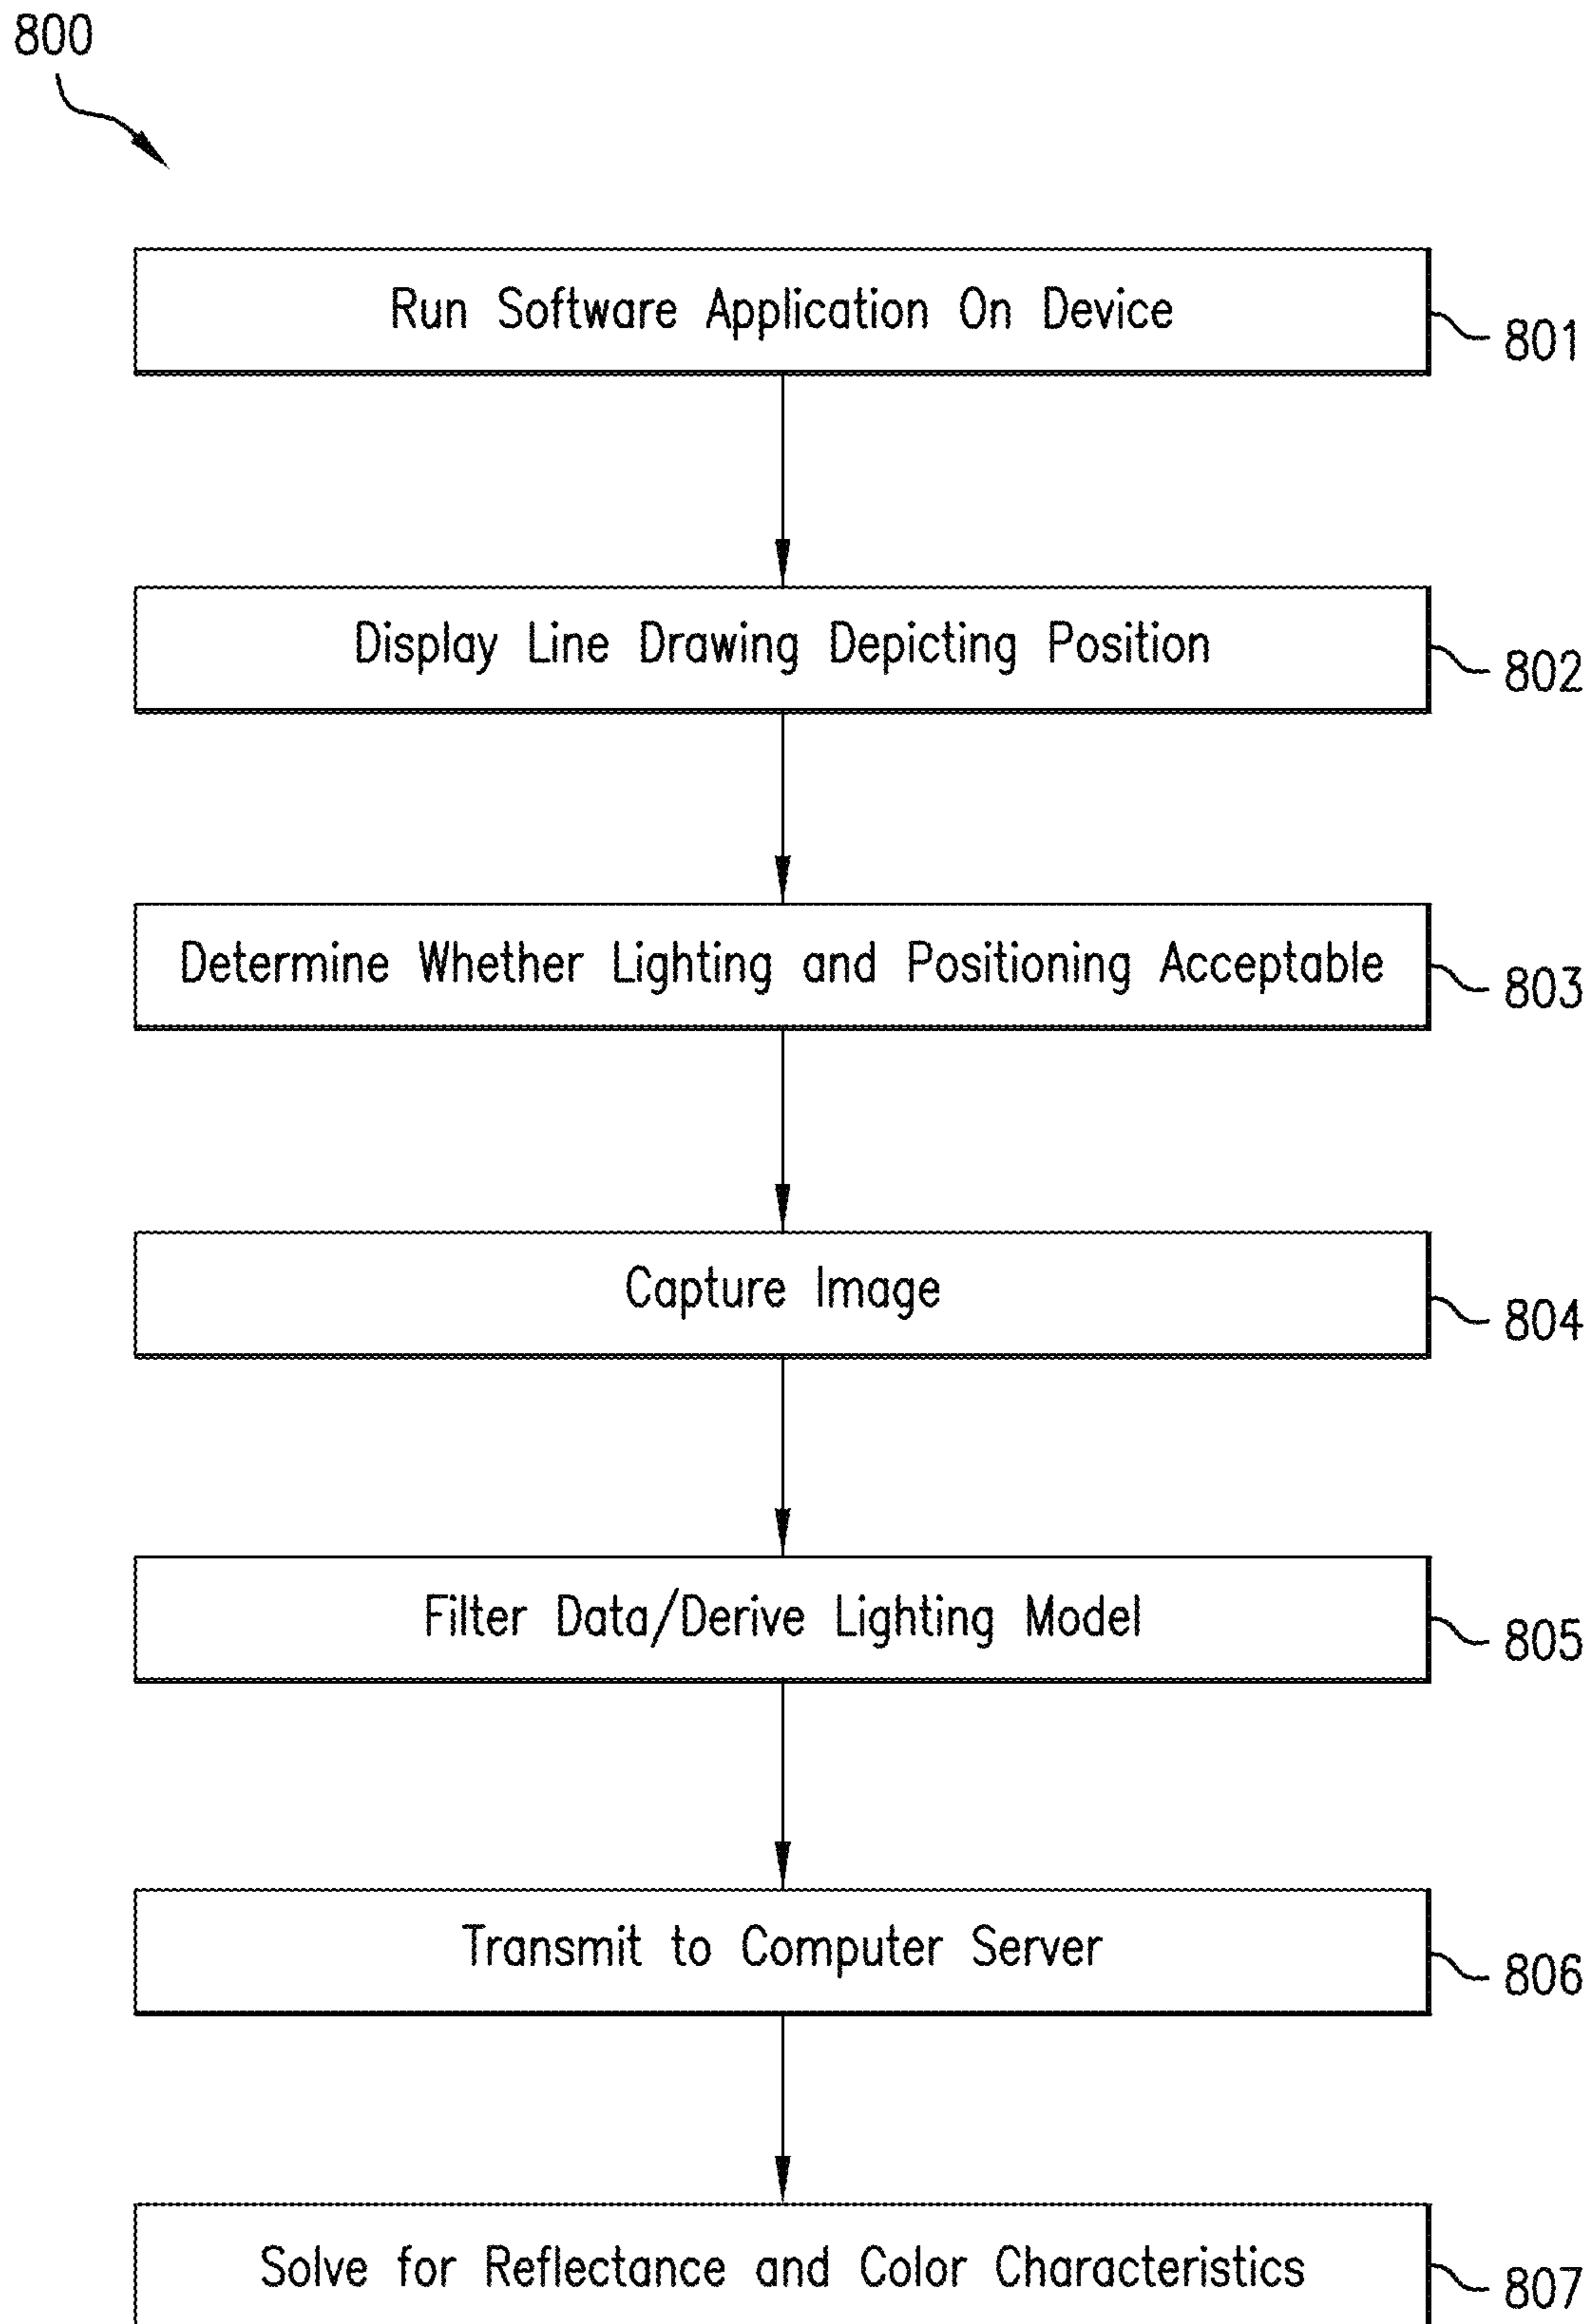 800
Run Software Application On Device
801
Display Line Drawing Depicting Position
802
Determine Whether Lighting and Positioning Acceptable
803
Capture Image
804
Filter Data/Derive Lighting Model
805
Transmit to Computer Server
806
Solve for Reflectance and Color Characteristics
807